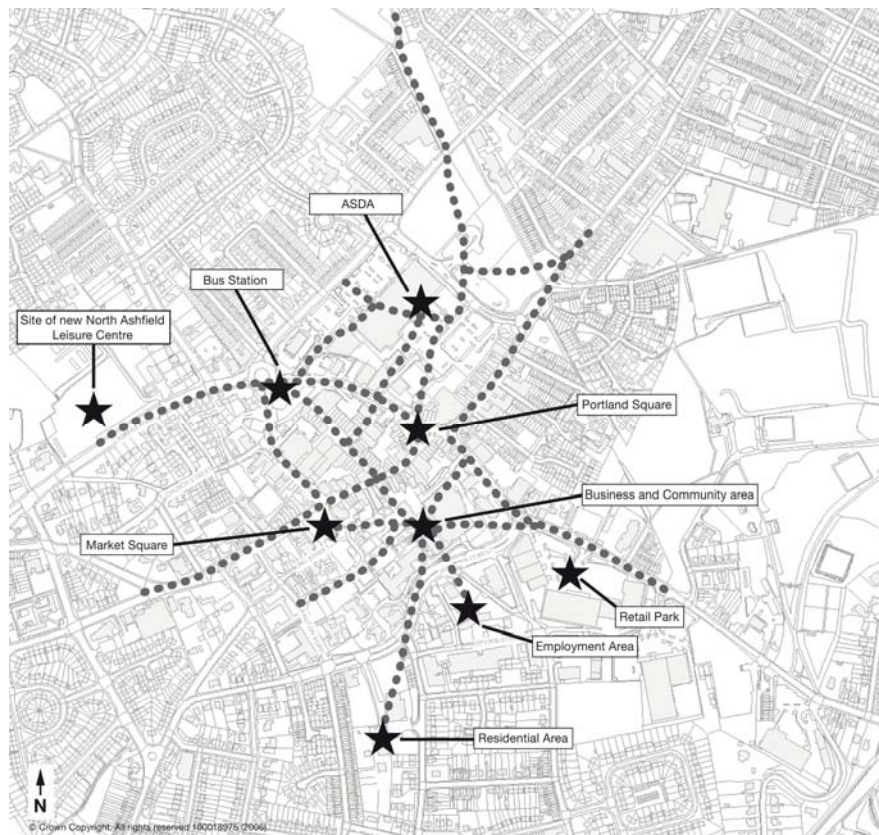 ASDA
Bus Station
Site of new North Ashfield
Leisure Centre
Portland Square
Business and Community area
Market Square
Retail Park
Employment Area
Residential Area
N
© Crown Copyright. All rights reserved 100018975 (2006)